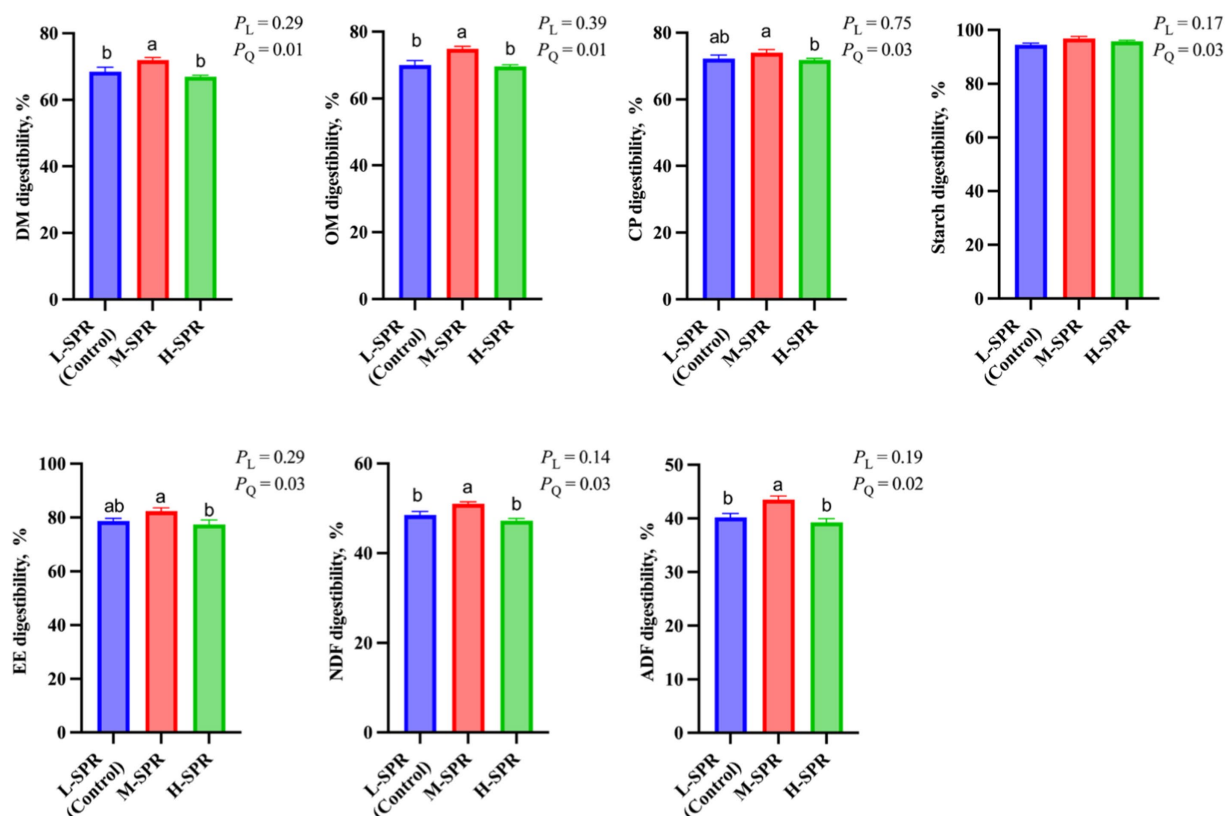 DM digestibility, %
80
60
40
20
0
b
a
b
P_L = 0.29
P_Q = 0.01
L-SPR
(Control)
M-SPR
H-SPR
OM digestibility, %
80
60
40
20
0
b
a
b
P_L = 0.39
P_Q = 0.01
L-SPR
(Control)
M-SPR
H-SPR
CP digestibility, %
80
60
40
20
0
ab
a
b
P_L = 0.75
P_Q = 0.03
L-SPR
(Control)
M-SPR
H-SPR
Starch digestibility, %
100
80
60
40
20
0
P_L = 0.17
P_Q = 0.03
L-SPR
(Control)
M-SPR
H-SPR
EE digestibility, %
100
80
60
40
20
0
ab
a
b
P_L = 0.29
P_Q = 0.03
L-SPR
(Control)
M-SPR
H-SPR
NDF digestibility, %
60
40
20
0
b
a
b
P_L = 0.14
P_Q = 0.03
L-SPR
(Control)
M-SPR
H-SPR
ADF digestibility, %
50
40
30
20
10
0
b
a
b
P_L = 0.19
P_Q = 0.02
L-SPR
(Control)
M-SPR
H-SPR